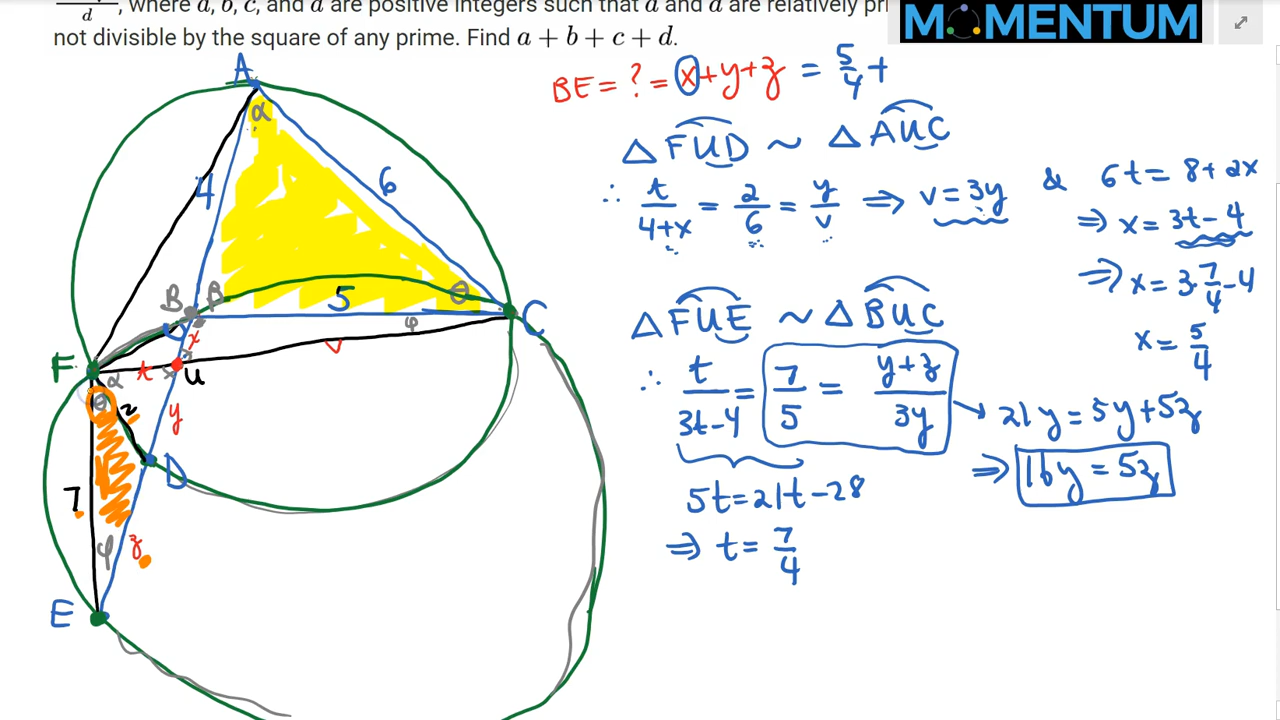 d, where a, b, c, and d are positive integers such that a and d are relatively pri
not divisible by the square of any prime. Find a + b + c + d.
MOMENTUM
BE = ? = x+y+z = 5/4 +
△FUD ~ △AUC
∴ t/(4+x) = 2/6 = y/v ⇒ v = 3y & 6t = 8+2x
⇒ x = 3t-4
⇒ x = 3·7/4-4
x = 5/4
△FUE ~ △BUC
∴ t/(3t-4) = 7/5 = (y+z)/3y → 21y = 5y+5z
⇒ 16y = 5z
5t = 21t-28
⇒ t = 7/4
A
α
4
6
B
β
5
θ
C
φ
x
v
F
α
t
x
u
θ
2
y
D
7
φ
z
E